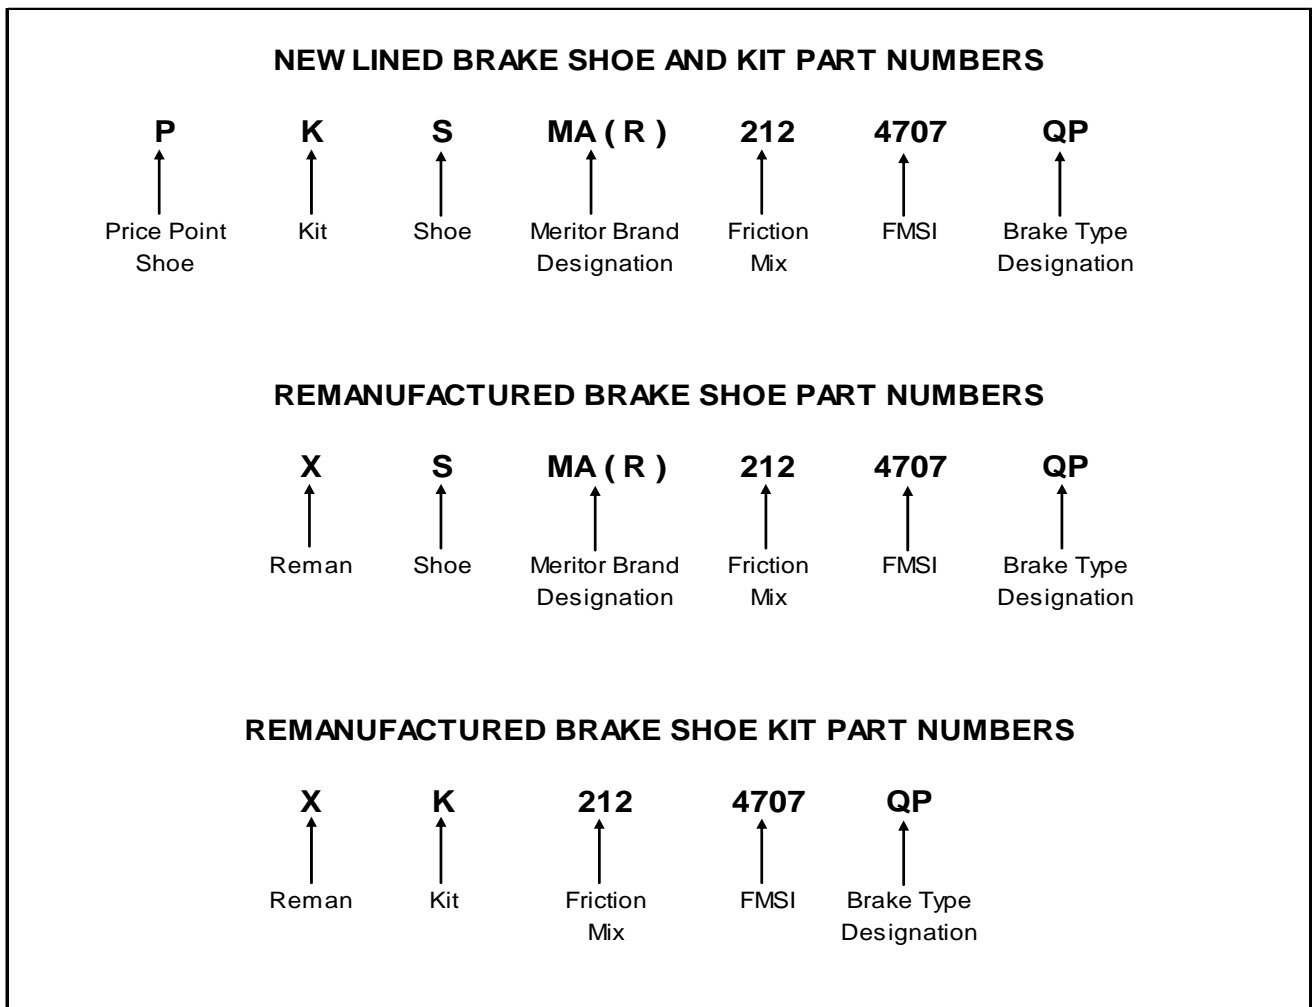 NEW LINED BRAKE SHOE AND KIT PART NUMBERS
P K S MA ( R ) 212 4707 QP
Price Point Kit Shoe Meritor Brand Friction FMSI Brake Type
Shoe Designation Mix Designation
REMANUFACTURED BRAKE SHOE PART NUMBERS
X S MA ( R ) 212 4707 QP
Reman Shoe Meritor Brand Friction FMSI Brake Type
Designation Mix Designation
REMANUFACTURED BRAKE SHOE KIT PART NUMBERS
X K 212 4707 QP
Reman Kit Friction FMSI Brake Type
Mix Designation